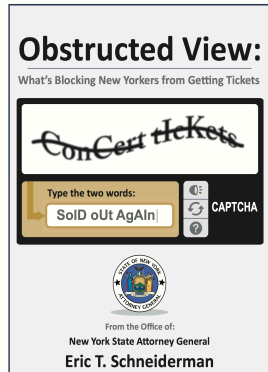 Obstructed View:
What's Blocking New Yorkers from Getting Tickets
ConCert tIcKets
Type the two words:
SolD oUt AgAIn
CAPTCHA
STATE OF NEW YORK
ATTORNEY GENERAL
From the Office of:
New York State Attorney General
Eric T. Schneiderman